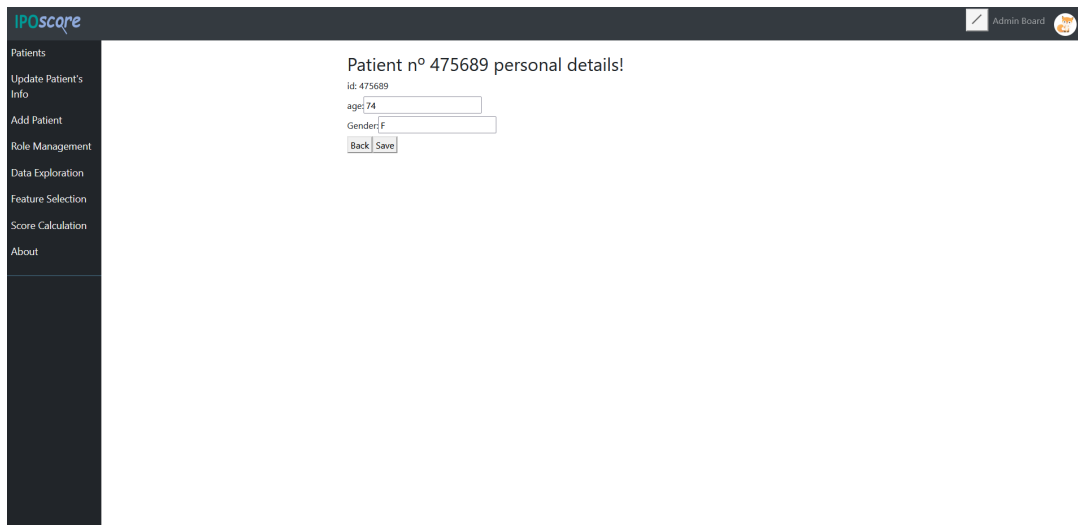 IPOscore
Admin Board
Patients
Update Patient's
Info
Add Patient
Role Management
Data Exploration
Feature Selection
Score Calculation
About
Patient nº 475689 personal details!
id: 475689
age: 74
Gender: F
Back Save